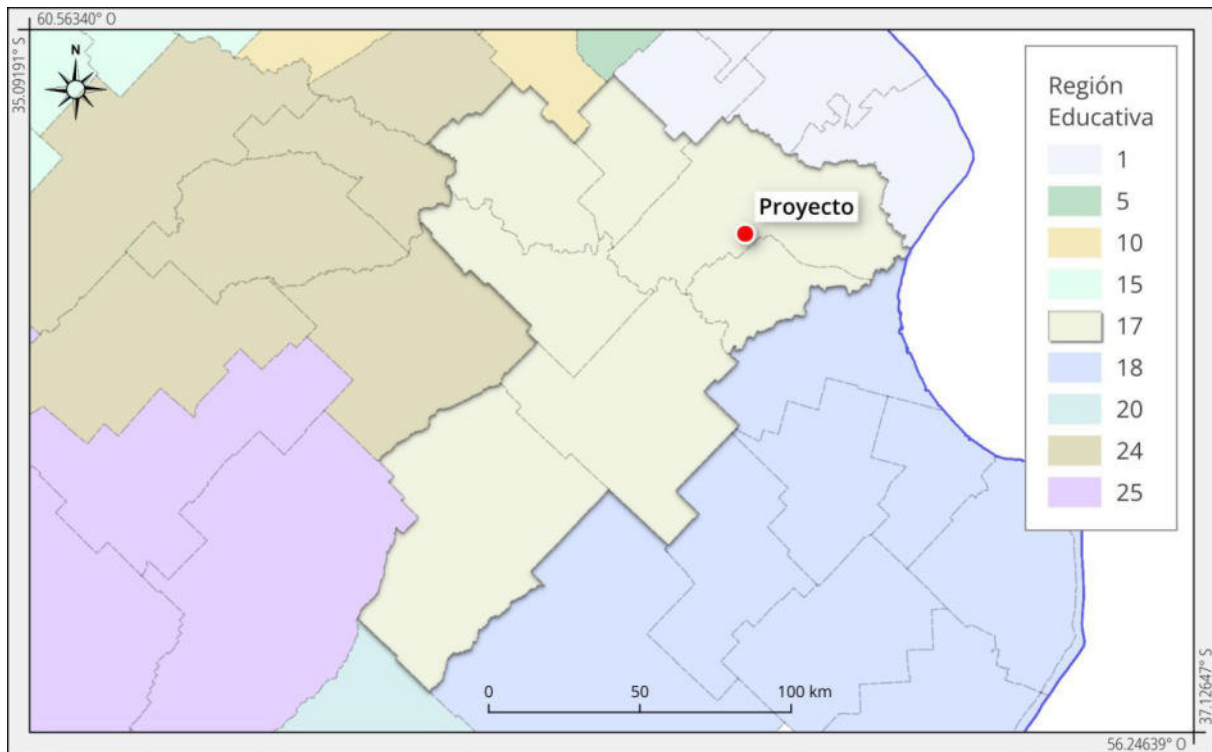 60.56340° O
35.09191° S
N
Proyecto
Región
Educativa
1
5
10
15
17
18
20
24
25
0 50 100 km
37.12647° S
56.24639° O